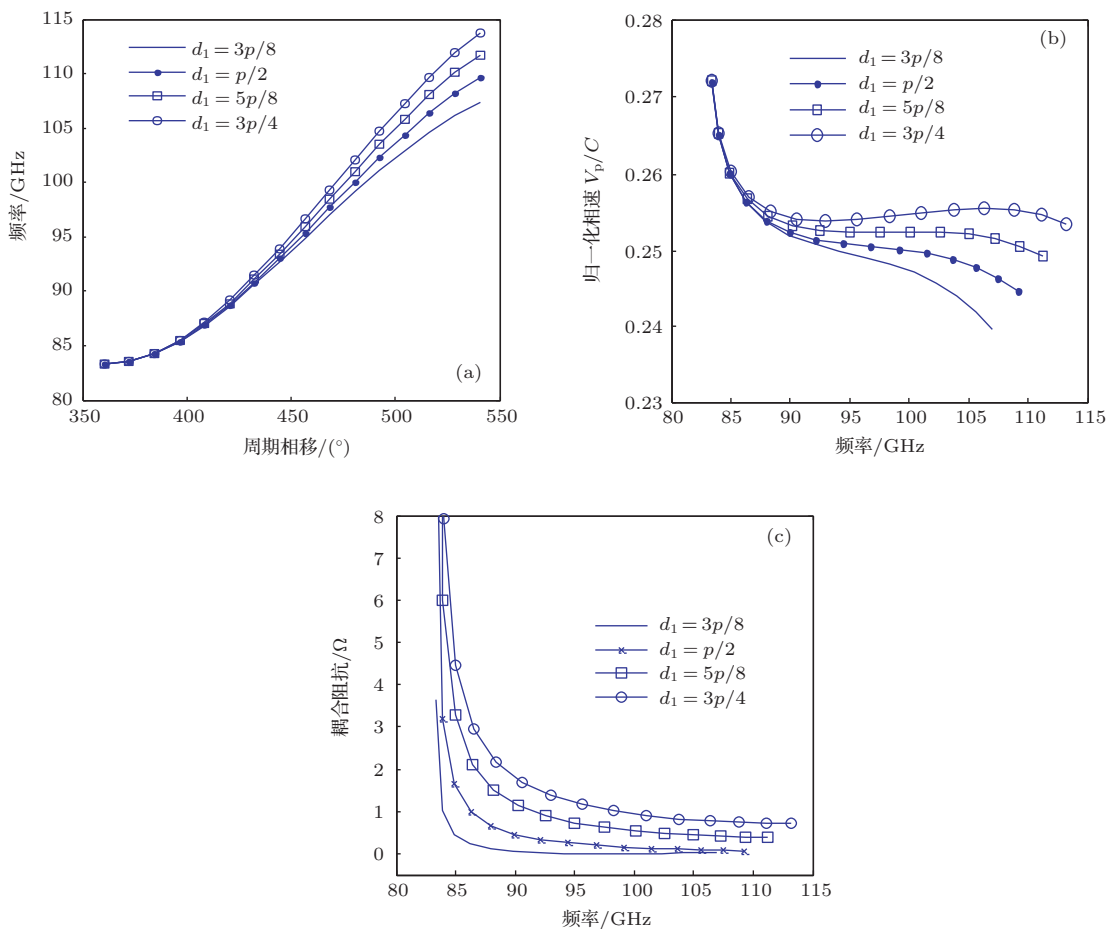 115
110
105
100
95
90
85
80
频率/GHz
d₁ = 3p/8
d₁ = p/2
d₁ = 5p/8
d₁ = 3p/4
(a)
350
400
450
500
550
周期相移/(°)
0.28
0.27
0.26
0.25
0.24
0.23
归一化相速 Vp/C
(b)
d₁ = 3p/8
d₁ = p/2
d₁ = 5p/8
d₁ = 3p/4
80
85
90
95
100
105
110
115
频率/GHz
8
7
6
5
4
3
2
1
0
耦合阻抗/Ω
(c)
d₁ = 3p/8
d₁ = p/2
d₁ = 5p/8
d₁ = 3p/4
80
85
90
95
100
105
110
115
频率/GHz